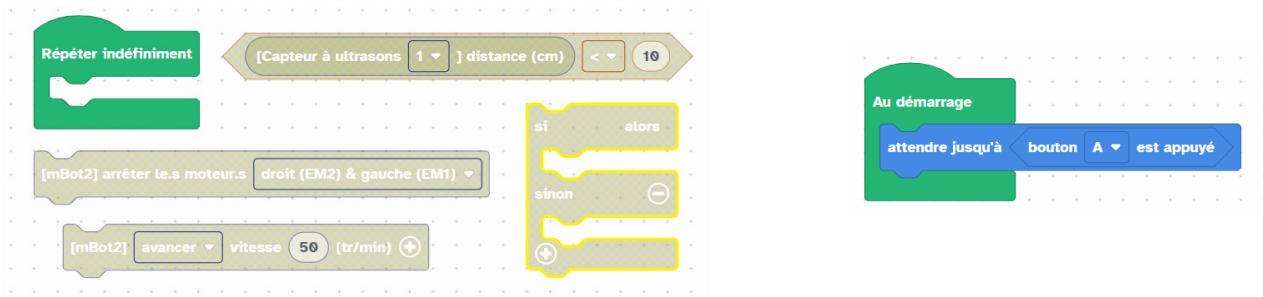 Répéter indéfiniment
[Capteur à ultrasons 1 ] distance (cm) < 10
si alors
[mBot2] arrêter le.s moteur.s droit (EM2) & gauche (EM1)
sinon
[mBot2] avancer vitesse 50 (tr/min)
Au démarrage
attendre jusqu'à bouton A est appuyé